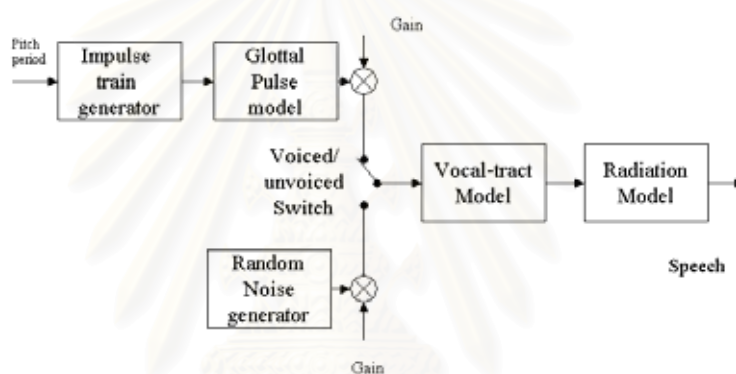 Gain
Pitch
period
Impulse
train
generator
Glottal
Pulse
model
Voiced/
unvoiced
Switch
Vocal-tract
Model
Radiation
Model
Speech
Random
Noise
generator
Gain